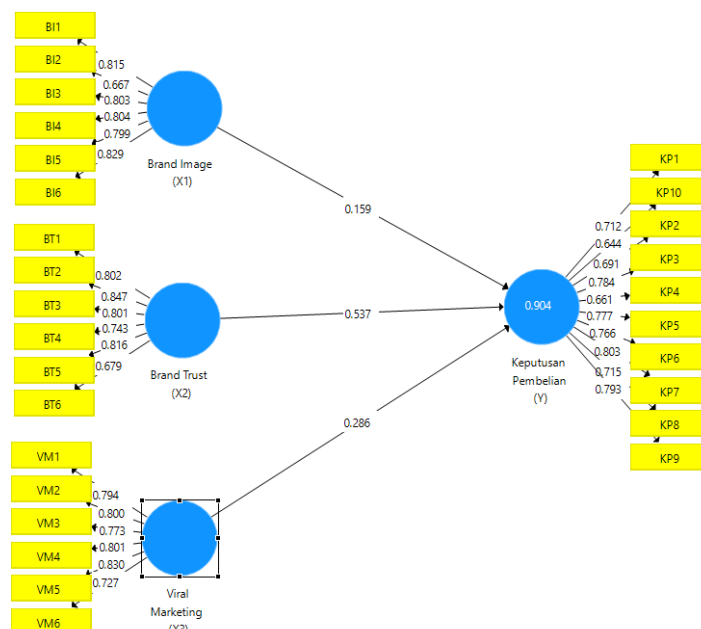 BI1
BI2
BI3
BI4
BI5
BI6
0.815
0.667
0.803
0.804
0.799
0.829
Brand Image
(X1)
BT1
BT2
BT3
BT4
BT5
BT6
0.802
0.847
0.801
0.743
0.816
0.679
Brand Trust
(X2)
VM1
VM2
VM3
VM4
VM5
VM6
0.794
0.800
0.773
0.801
0.830
0.727
Viral
Marketing
(X3)
0.159
0.537
0.286
0.904
Keputusan
Pembelian
(Y)
0.712
0.644
0.691
0.784
0.661
0.777
0.766
0.803
0.715
0.793
KP1
KP10
KP2
KP3
KP4
KP5
KP6
KP7
KP8
KP9